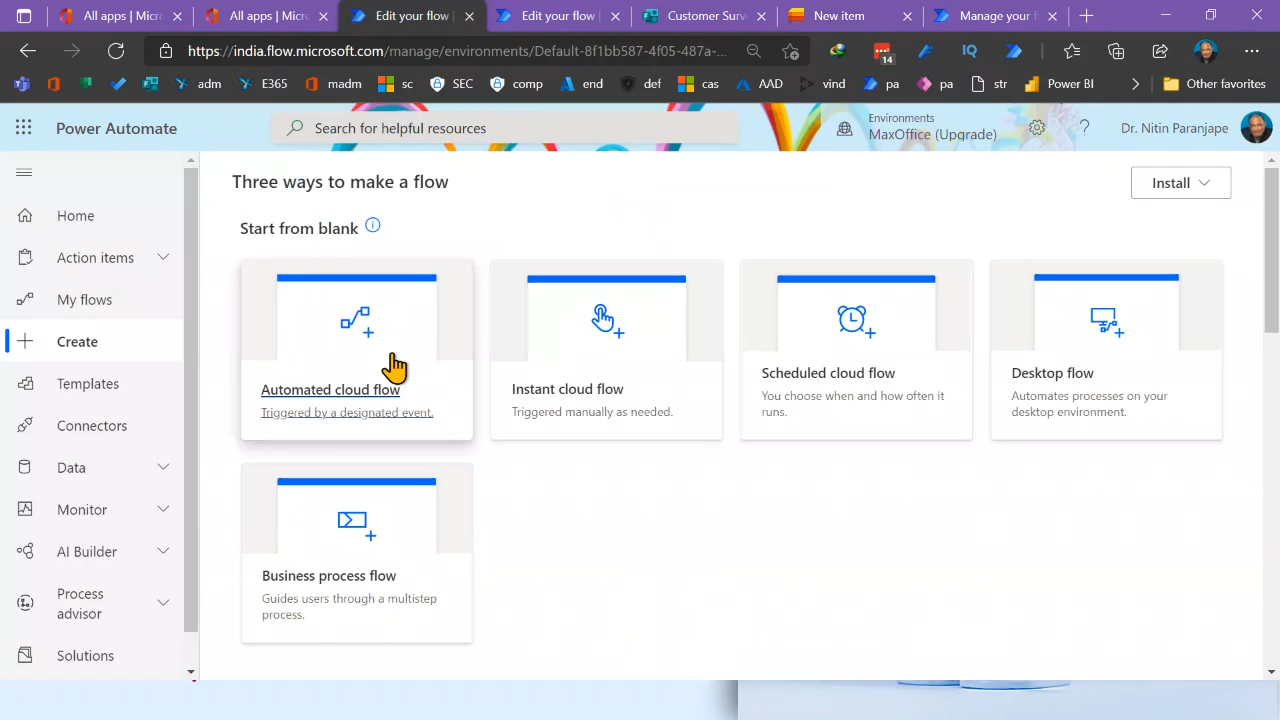 All apps | Micr
All apps | Micr
Edit your flow |
Edit your flow |
Customer Surv
New item
Manage your f
https://india.flow.microsoft.com/manage/environments/Default-8f1bb587-4f05-487a-...
14
IQ
adm
E365
madm
sc
SEC
comp
end
def
cas
AAD
vind
pa
pa
str
Power BI
Other favorites
Power Automate
Search for helpful resources
Environments
MaxOffice (Upgrade)
Dr. Nitin Paranjape
Home
Action items
My flows
Create
Templates
Connectors
Data
Monitor
AI Builder
Process
advisor
Solutions
Three ways to make a flow
Install
Start from blank
Automated cloud flow
Triggered by a designated event.
Instant cloud flow
Triggered manually as needed.
Scheduled cloud flow
You choose when and how often it
runs.
Desktop flow
Automates processes on your
desktop environment.
Business process flow
Guides users through a multistep
process.